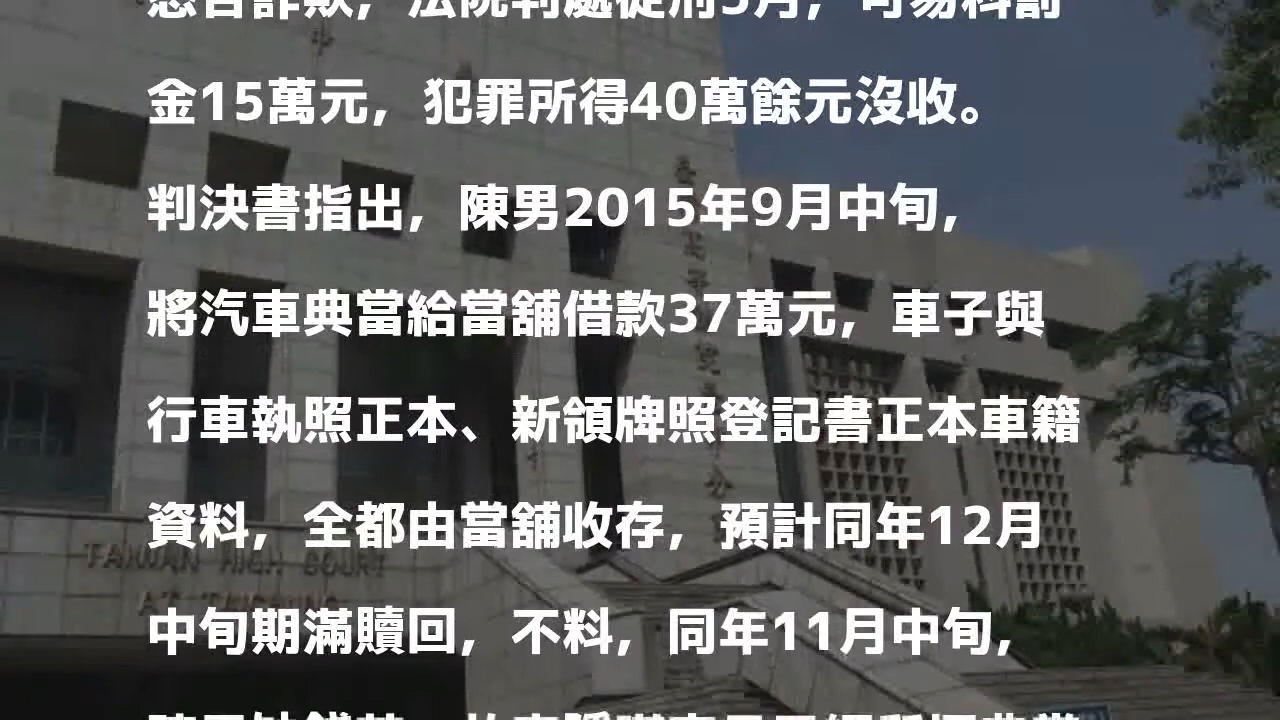 金15萬元，犯罪所得40萬餘元沒收。
判決書指出，陳男2015年9月中旬，
將汽車典當給當舖借款37萬元，車子與
行車執照正本、新領牌照登記書正本車籍
資料，全都由當舖收存，預計同年12月
中旬期滿贖回，不料，同年11月中旬，
TAIWAN HIGH COURT